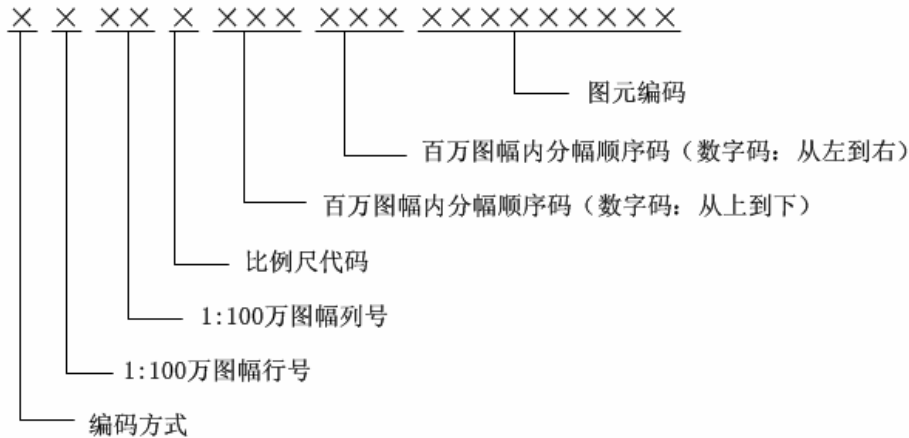 × × ×× × ××× ××× ×××××××××
图元编码
百万图幅内分幅顺序码（数字码：从左到右）
百万图幅内分幅顺序码（数字码：从上到下）
比例尺代码
1:100万图幅列号
1:100万图幅行号
编码方式